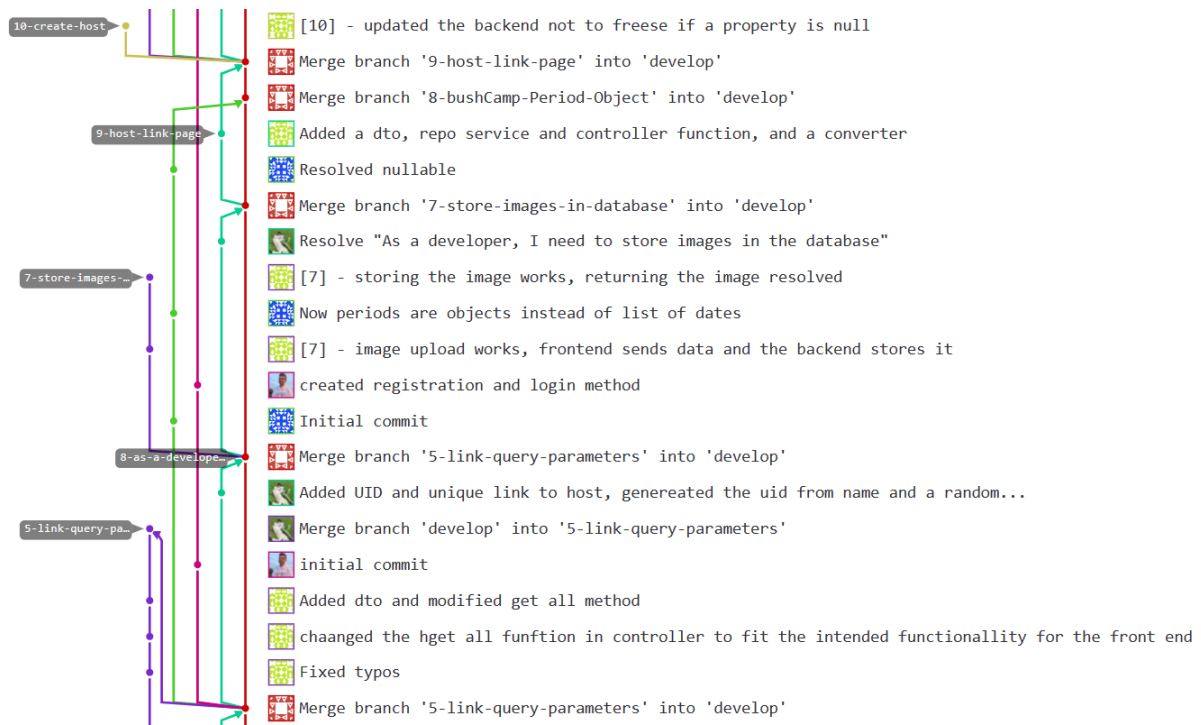 10-create-host
[10] - updated the backend not to freese if a property is null
Merge branch '9-host-link-page' into 'develop'
Merge branch '8-bushCamp-Period-Object' into 'develop'
9-host-link-page
Added a dto, repo service and controller function, and a converter
Resolved nullable
Merge branch '7-store-images-in-database' into 'develop'
Resolve "As a developer, I need to store images in the database"
7-store-images-…
[7] - storing the image works, returning the image resolved
Now periods are objects instead of list of dates
[7] - image upload works, frontend sends data and the backend stores it
created registration and login method
Initial commit
8-as-a-develope…
Merge branch '5-link-query-parameters' into 'develop'
Added UID and unique link to host, genereated the uid from name and a random...
5-link-query-pa…
Merge branch 'develop' into '5-link-query-parameters'
initial commit
Added dto and modified get all method
chaanged the hget all funftion in controller to fit the intended functionallity for the front end
Fixed typos
Merge branch '5-link-query-parameters' into 'develop'